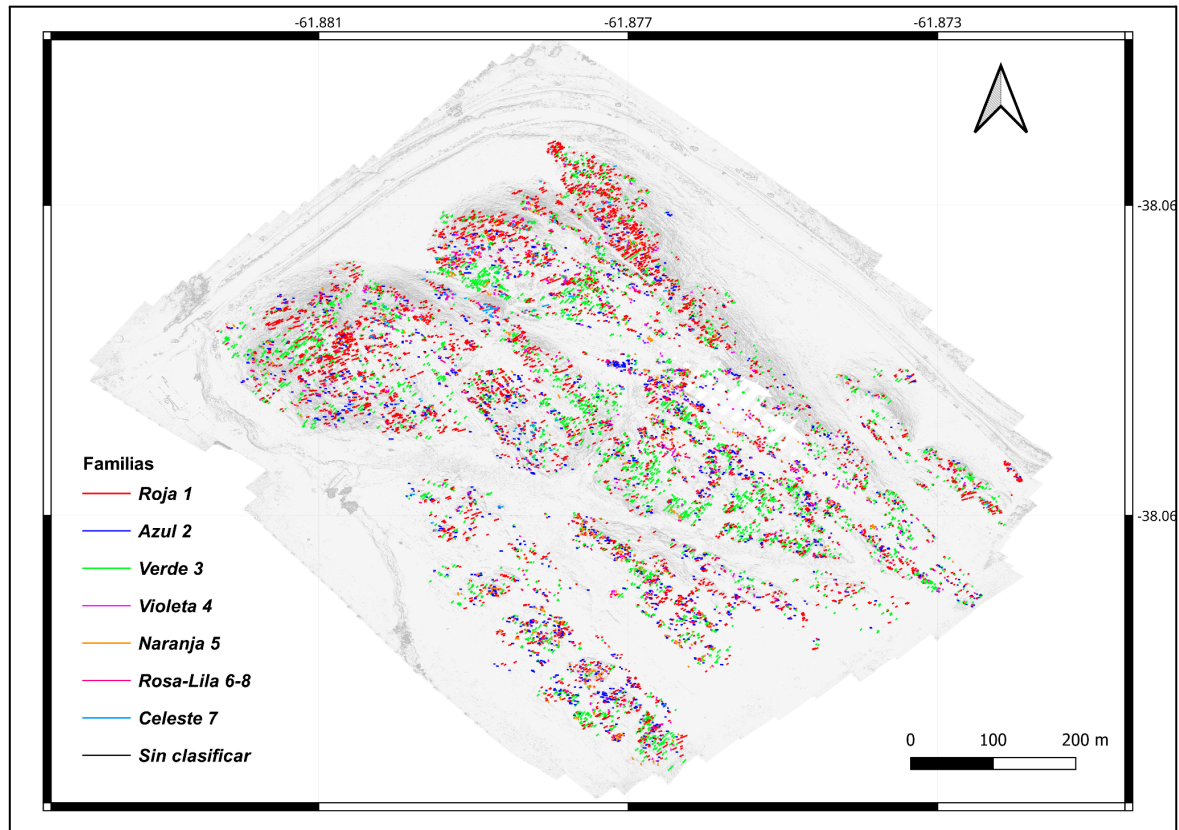 -61.881 -61.877 -61.873
-38.06
-38.06
Familias
Roja 1
Azul 2
Verde 3
Violeta 4
Naranja 5
Rosa-Lila 6-8
Celeste 7
Sin clasificar
0 100 200 m